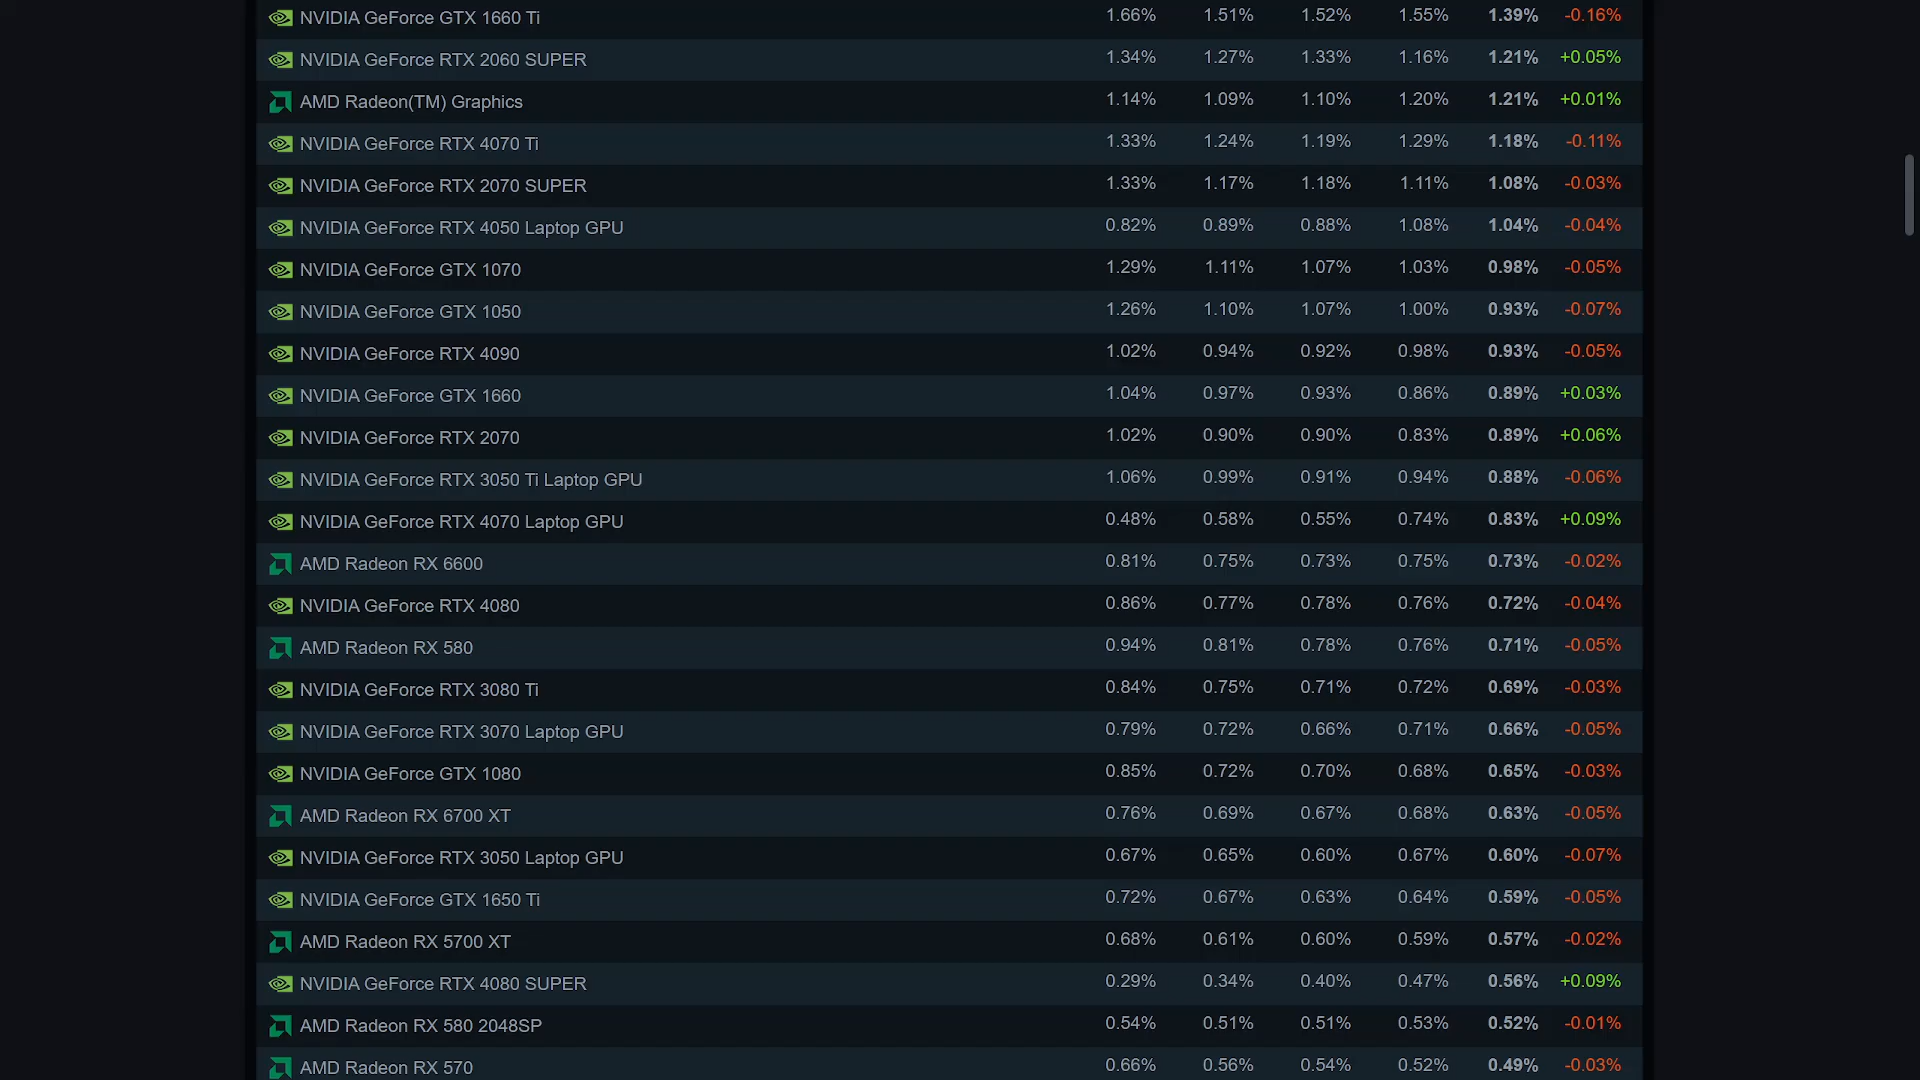 NVIDIA GeForce GTX 1660 Ti 1.66% 1.51% 1.52% 1.55% 1.39% -0.16%
NVIDIA GeForce RTX 2060 SUPER 1.34% 1.27% 1.33% 1.16% 1.21% +0.05%
AMD Radeon(TM) Graphics 1.14% 1.09% 1.10% 1.20% 1.21% +0.01%
NVIDIA GeForce RTX 4070 Ti 1.33% 1.24% 1.19% 1.29% 1.18% -0.11%
NVIDIA GeForce RTX 2070 SUPER 1.33% 1.17% 1.18% 1.11% 1.08% -0.03%
NVIDIA GeForce RTX 4050 Laptop GPU 0.82% 0.89% 0.88% 1.08% 1.04% -0.04%
NVIDIA GeForce GTX 1070 1.29% 1.11% 1.07% 1.03% 0.98% -0.05%
NVIDIA GeForce GTX 1050 1.26% 1.10% 1.07% 1.00% 0.93% -0.07%
NVIDIA GeForce RTX 4090 1.02% 0.94% 0.92% 0.98% 0.93% -0.05%
NVIDIA GeForce GTX 1660 1.04% 0.97% 0.93% 0.86% 0.89% +0.03%
NVIDIA GeForce RTX 2070 1.02% 0.90% 0.90% 0.83% 0.89% +0.06%
NVIDIA GeForce RTX 3050 Ti Laptop GPU 1.06% 0.99% 0.91% 0.94% 0.88% -0.06%
NVIDIA GeForce RTX 4070 Laptop GPU 0.48% 0.58% 0.55% 0.74% 0.83% +0.09%
AMD Radeon RX 6600 0.81% 0.75% 0.73% 0.75% 0.73% -0.02%
NVIDIA GeForce RTX 4080 0.86% 0.77% 0.78% 0.76% 0.72% -0.04%
AMD Radeon RX 580 0.94% 0.81% 0.78% 0.76% 0.71% -0.05%
NVIDIA GeForce RTX 3080 Ti 0.84% 0.75% 0.71% 0.72% 0.69% -0.03%
NVIDIA GeForce RTX 3070 Laptop GPU 0.79% 0.72% 0.66% 0.71% 0.66% -0.05%
NVIDIA GeForce GTX 1080 0.85% 0.72% 0.70% 0.68% 0.65% -0.03%
AMD Radeon RX 6700 XT 0.76% 0.69% 0.67% 0.68% 0.63% -0.05%
NVIDIA GeForce RTX 3050 Laptop GPU 0.67% 0.65% 0.60% 0.67% 0.60% -0.07%
NVIDIA GeForce GTX 1650 Ti 0.72% 0.67% 0.63% 0.64% 0.59% -0.05%
AMD Radeon RX 5700 XT 0.68% 0.61% 0.60% 0.59% 0.57% -0.02%
NVIDIA GeForce RTX 4080 SUPER 0.29% 0.34% 0.40% 0.47% 0.56% +0.09%
AMD Radeon RX 580 2048SP 0.54% 0.51% 0.51% 0.53% 0.52% -0.01%
AMD Radeon RX 570 0.66% 0.56% 0.54% 0.52% 0.49% -0.03%